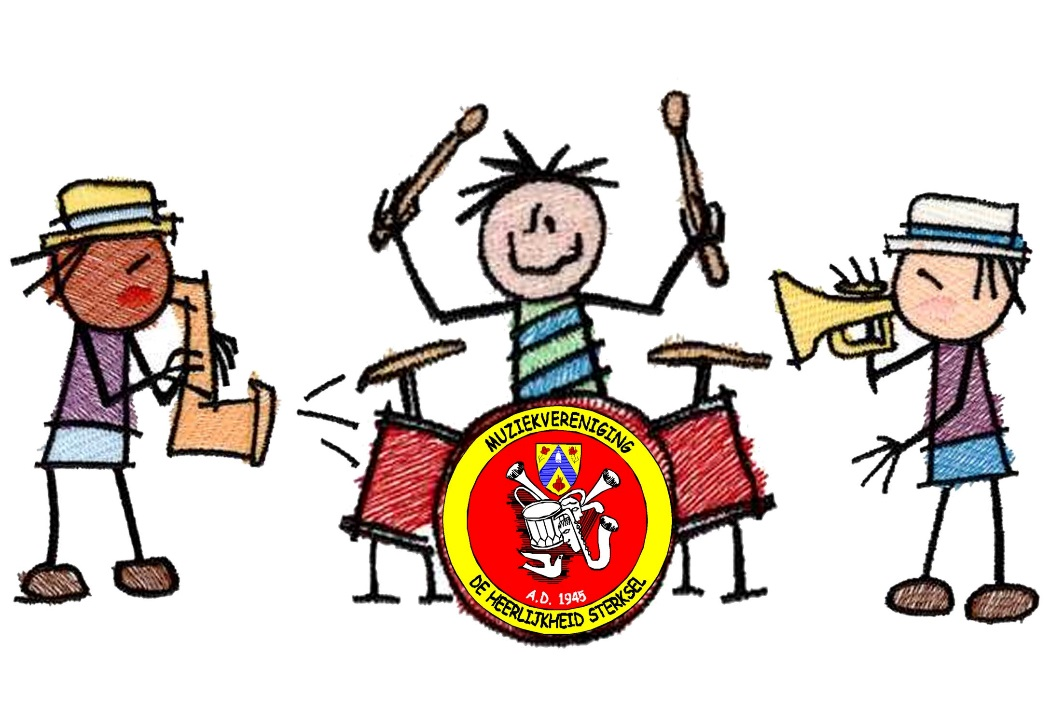 MUZIEKVERENIGING
A.D. 1945
DE HEERLIJKHEID STERKSEL